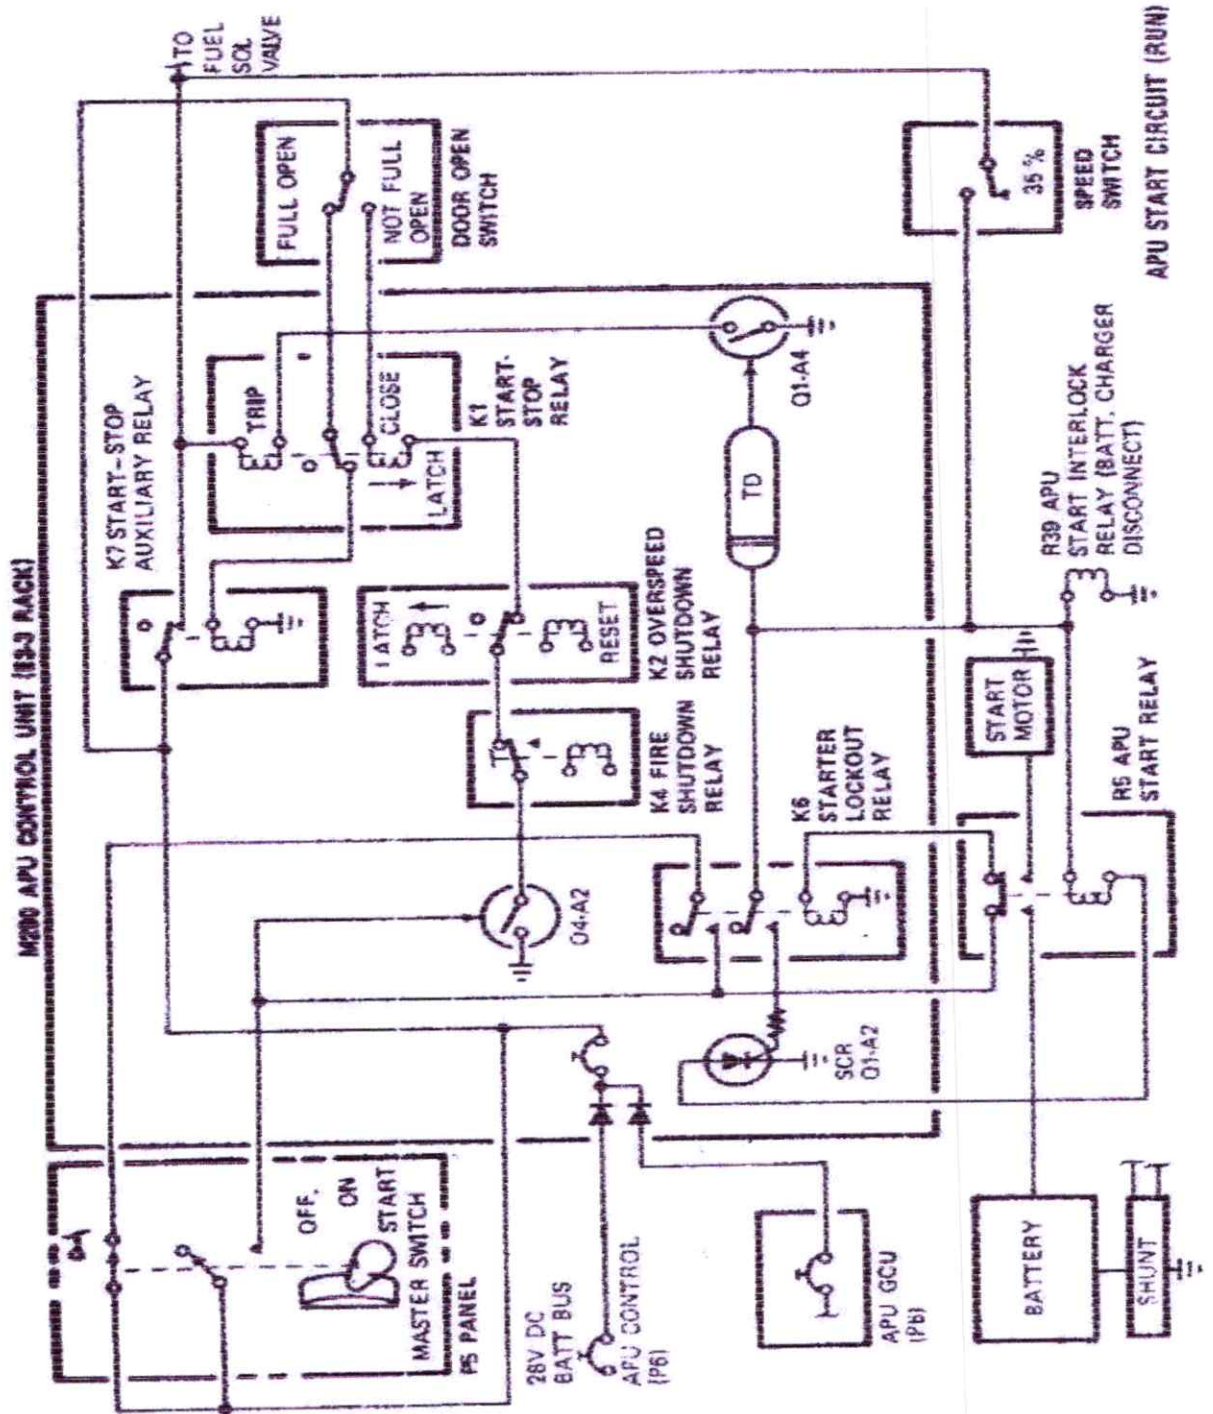 M280 APU CONTROL UNIT (E3-3 RACK)
TO
FUEL
SOL
VALVE
K7 START-STOP
AUXILIARY RELAY
TRIP
CLOSE
LATCH
K1
START-
STOP
RELAY
FULL OPEN
NOT FULL
OPEN
DOOR OPEN
SWITCH
LATCH
RESET
K2 OVERSPEED
SHUTDOWN
RELAY
K4 FIRE
SHUTDOWN
RELAY
Q4-A2
TD
Q1-A4
K6
STARTER
LOCKOUT
RELAY
SCR
Q1-A2
35 %
SPEED
SWITCH
R39 APU
START INTERLOCK
RELAY (BATT. CHARGER
DISCONNECT)
START
MOTOR
R5 APU
START RELAY
OFF.
ON
START
MASTER SWITCH
P5 PANEL
28V DC
BATT BUS
APU CONTROL
(P6)
APU GCU
(P6)
BATTERY
SHUNT
APU START CIRCUIT (RUN)